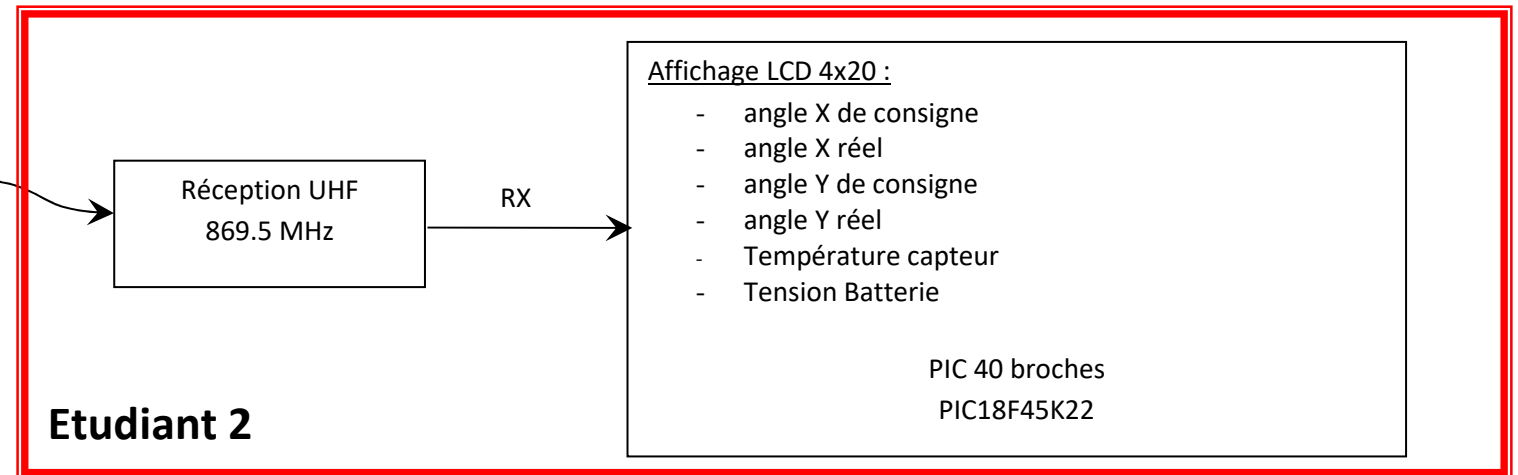 Réception UHF
869.5 MHz
RX
Affichage LCD 4x20 :
- angle X de consigne
- angle X réel
- angle Y de consigne
- angle Y réel
- Température capteur
- Tension Batterie
PIC 40 broches
PIC18F45K22
Etudiant 2